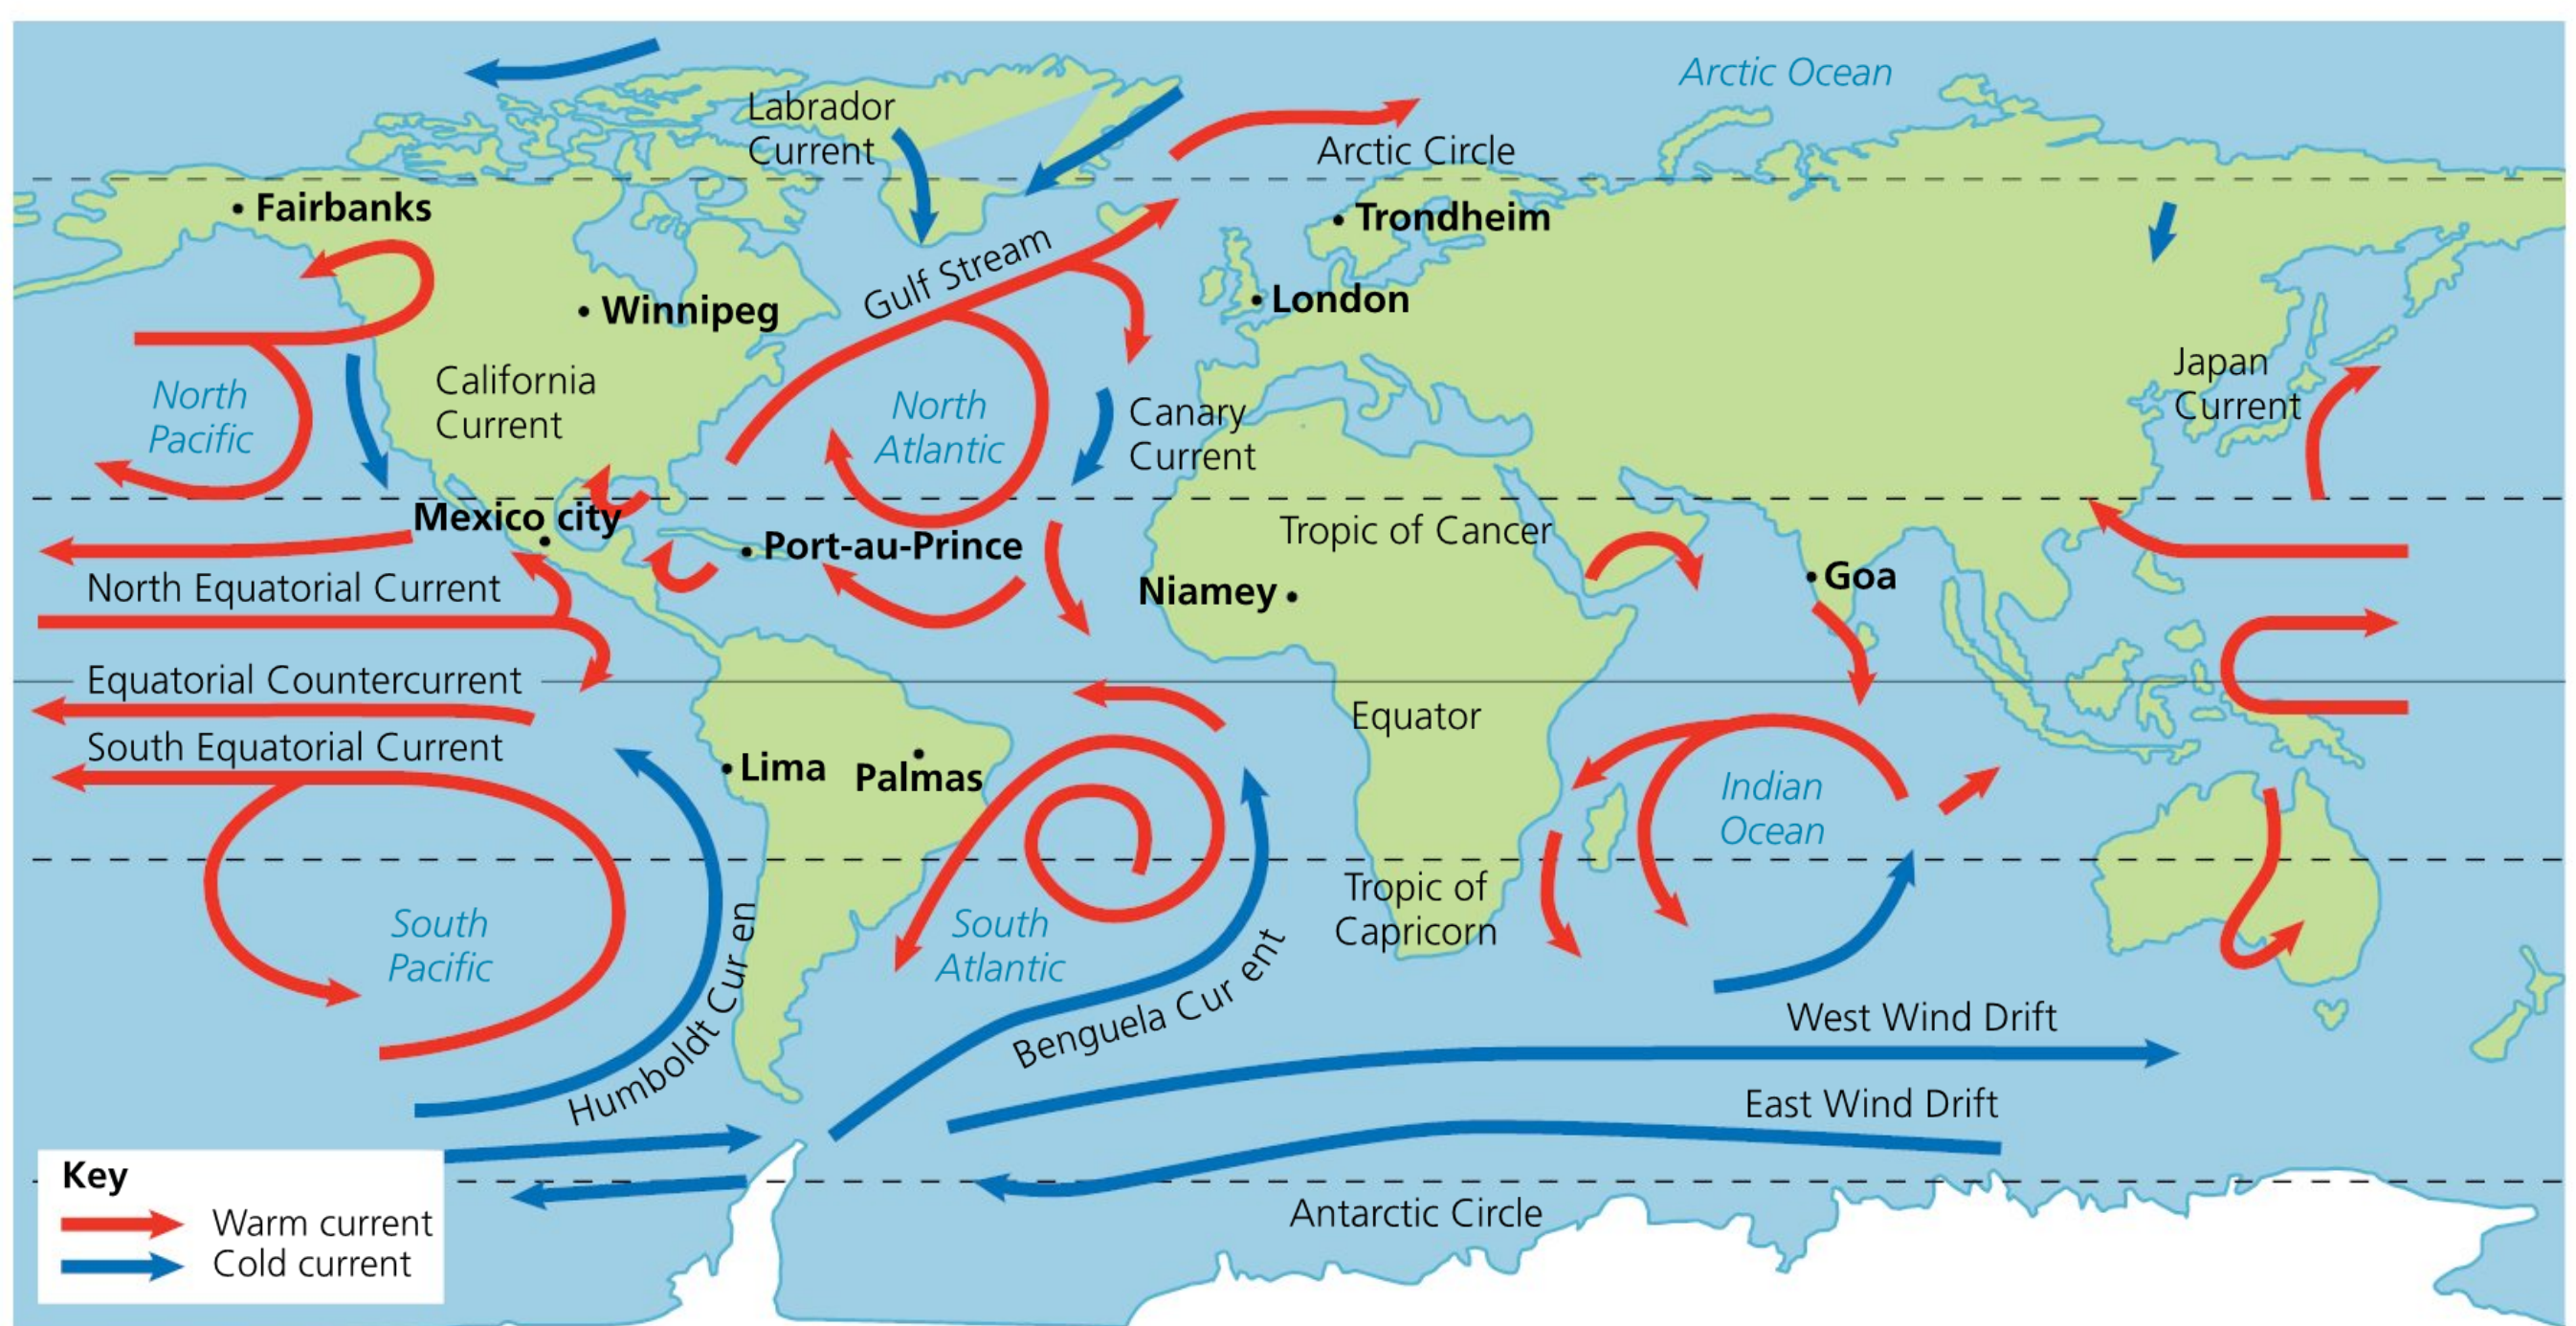 Arctic Ocean
Labrador
Current
Arctic Circle
Fairbanks
Trondheim
Gulf Stream
London
Winnipeg
California
Current
North
Pacific
North
Atlantic
Canary
Current
Japan
Current
Mexico city
Tropic of Cancer
Port-au-Prince
Niamey
Goa
North Equatorial Current
Equatorial Countercurrent
Equator
South Equatorial Current
Lima
Palmas
Indian
Ocean
South
Pacific
South
Atlantic
Tropic of
Capricorn
Humboldt Cur en
Benguela Cur ent
West Wind Drift
East Wind Drift
Antarctic Circle
Key
Warm current
Cold current